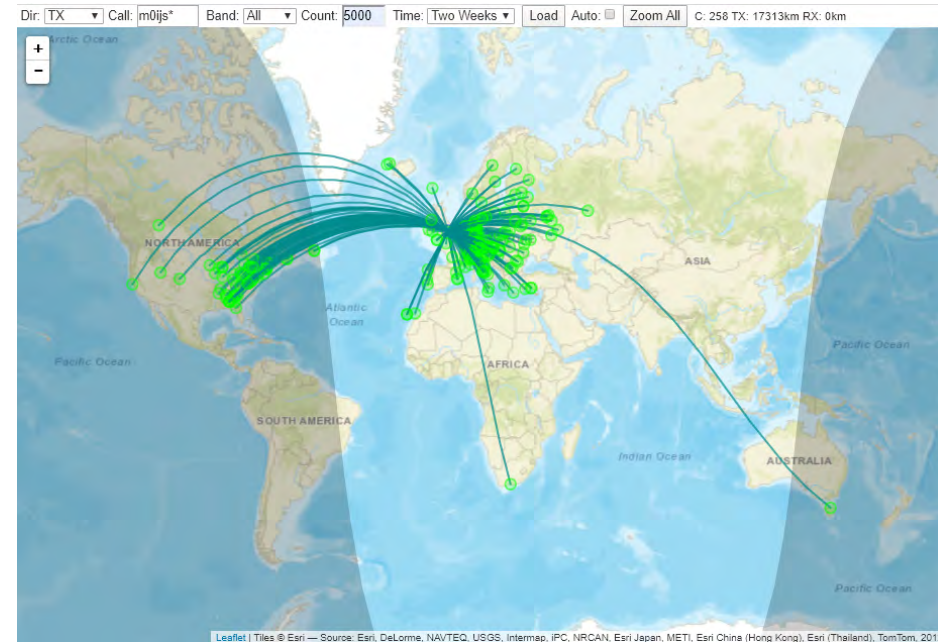 Dir: TX Call: m0ijs* Band: All Count: 5000 Time: Two Weeks Load Auto: Zoom All C: 258 TX: 17313km RX: 0km
+
Arctic Ocean
−
NORTH AMERICA
ASIA
Atlantic
Ocean
Pacific Ocean
Pacific Ocean
AFRICA
SOUTH AMERICA
Indian Ocean
AUSTRALIA
Pacific Ocean
Leaflet | Tiles © Esri — Source: Esri, DeLorme, NAVTEQ, USGS, Intermap, iPC, NRCAN, Esri Japan, METI, Esri China (Hong Kong), Esri (Thailand), TomTom, 201